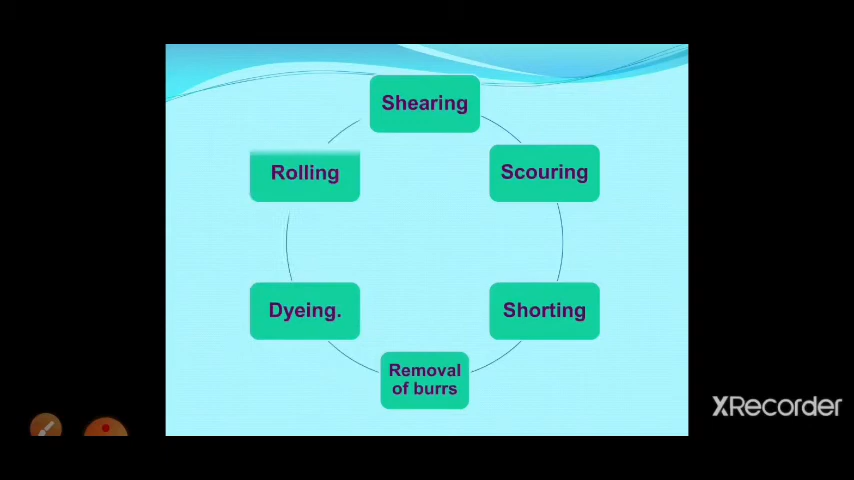 Shearing
Scouring
Shorting
Removal
of burrs
Dyeing.
Rolling
XRecorder